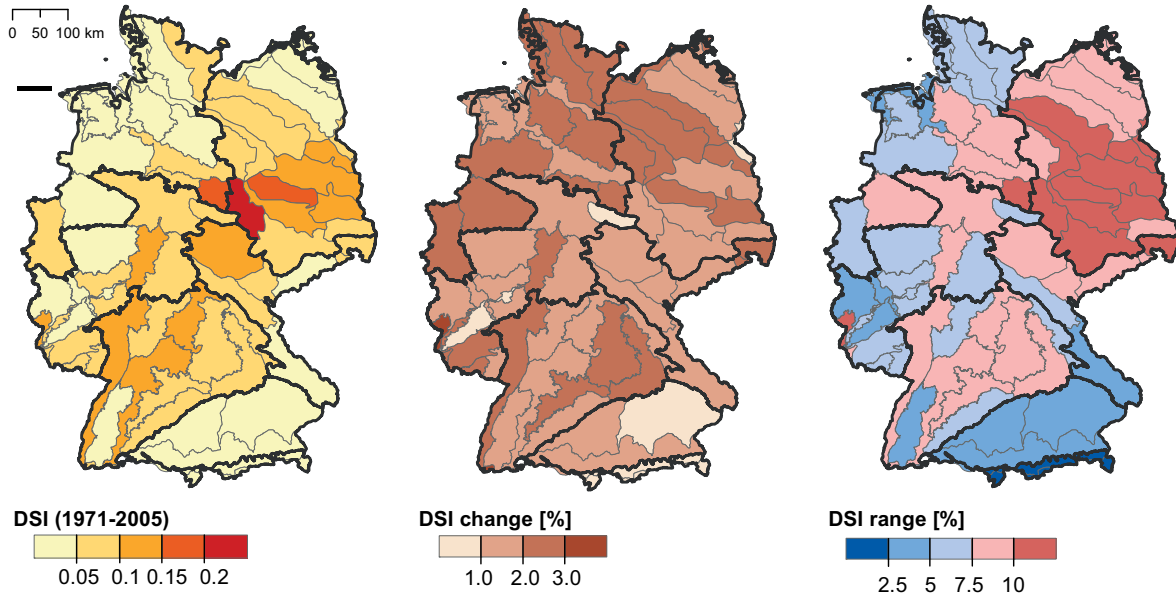 0 50 100 km
DSI (1971-2005)
0.05 0.1 0.15 0.2
DSI change [%]
1.0 2.0 3.0
DSI range [%]
2.5 5 7.5 10